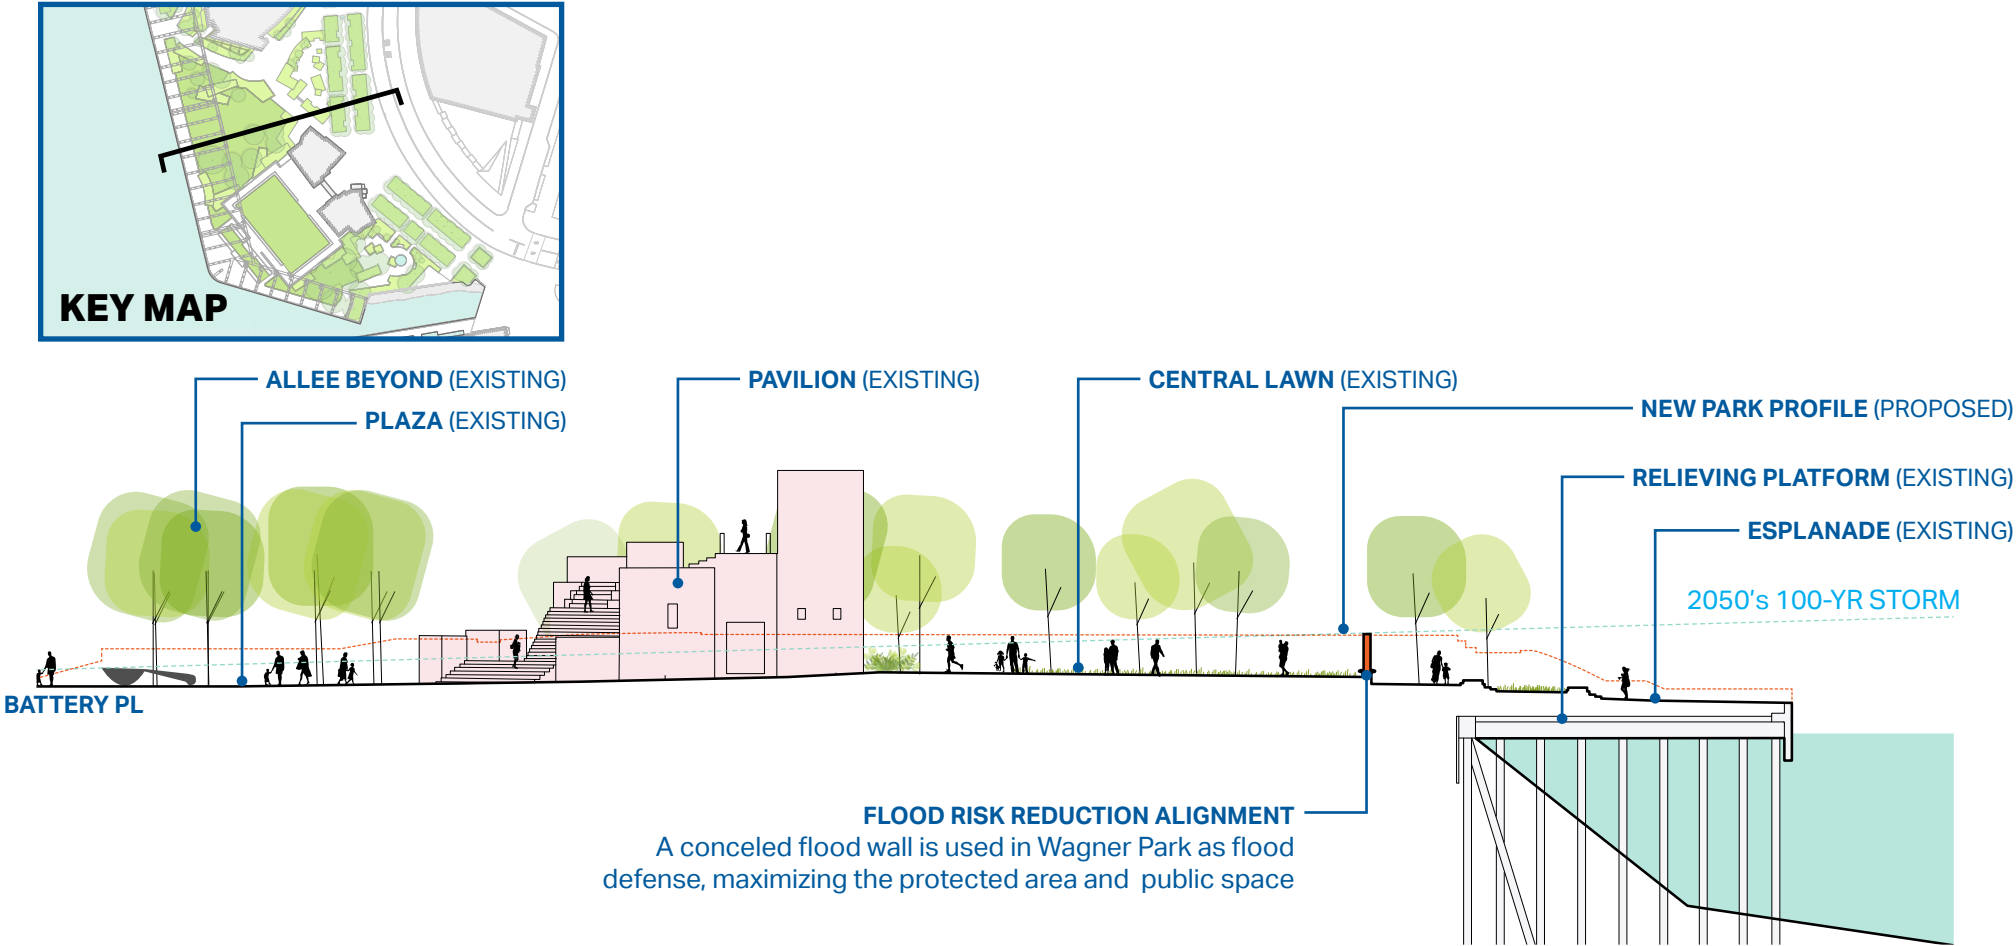 KEY MAP
ALLEE BEYOND (EXISTING)
PLAZA (EXISTING)
PAVILION (EXISTING)
CENTRAL LAWN (EXISTING)
NEW PARK PROFILE (PROPOSED)
RELIEVING PLATFORM (EXISTING)
ESPLANADE (EXISTING)
2050's 100-YR STORM
BATTERY PL
FLOOD RISK REDUCTION ALIGNMENT
A conceled flood wall is used in Wagner Park as flood
defense, maximizing the protected area and public space